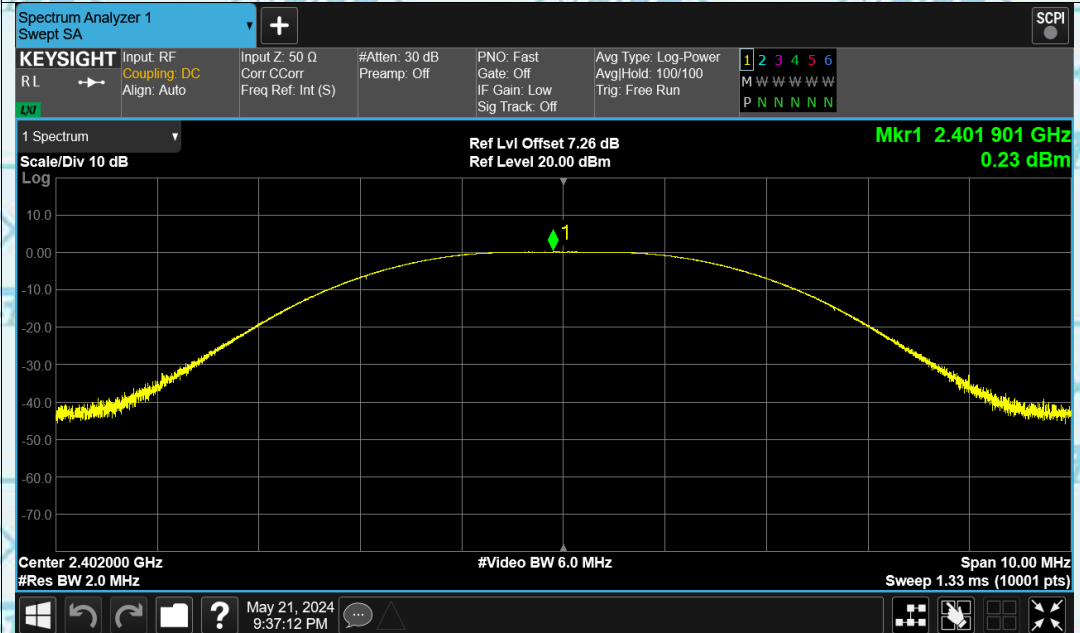 Spectrum Analyzer 1
Swept SA
+
SCPI
KEYSIGHT
R L
LXI
Input: RF
Coupling: DC
Align: Auto
Input Z: 50 Ω
Corr CCorr
Freq Ref: Int (S)
#Atten: 30 dB
Preamp: Off
PNO: Fast
Gate: Off
IF Gain: Low
Sig Track: Off
Avg Type: Log-Power
Avg|Hold: 100/100
Trig: Free Run
1 2 3 4 5 6
M W W W W W
P N N N N N
1 Spectrum
Scale/Div 10 dB
Ref Lvl Offset 7.26 dB
Ref Level 20.00 dBm
Mkr1 2.401 901 GHz
0.23 dBm
Log
10.0
1
0.00
-10.0
-20.0
-30.0
-40.0
-50.0
-60.0
-70.0
Center 2.402000 GHz
#Video BW 6.0 MHz
Span 10.00 MHz
#Res BW 2.0 MHz
Sweep 1.33 ms (10001 pts)
?
May 21, 2024
9:37:12 PM